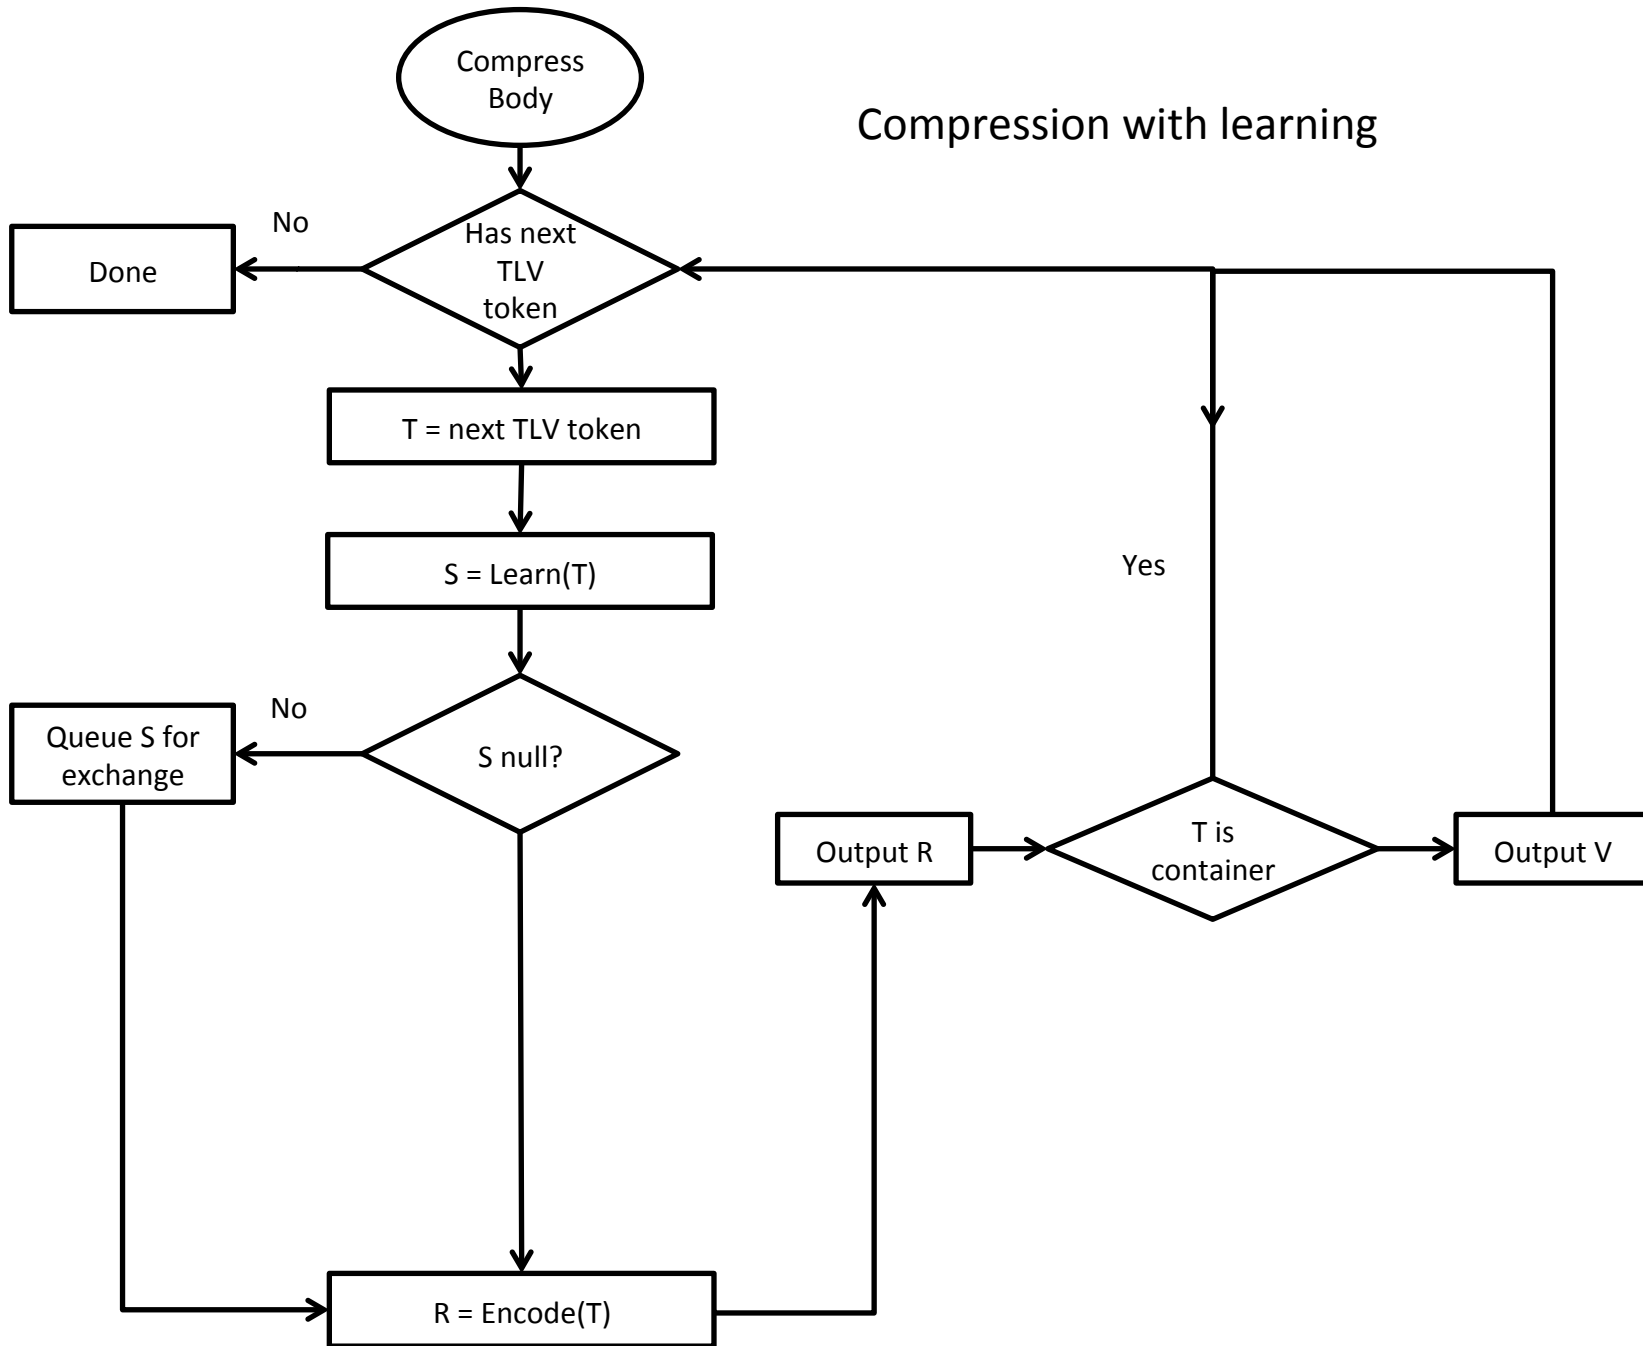 Compress
Body
Compression with learning
No
Has next
TLV
token
Done
T = next TLV token
S = Learn(T)
Yes
No
Queue S for
exchange
S null?
Output R
T is
container
Output V
R = Encode(T)